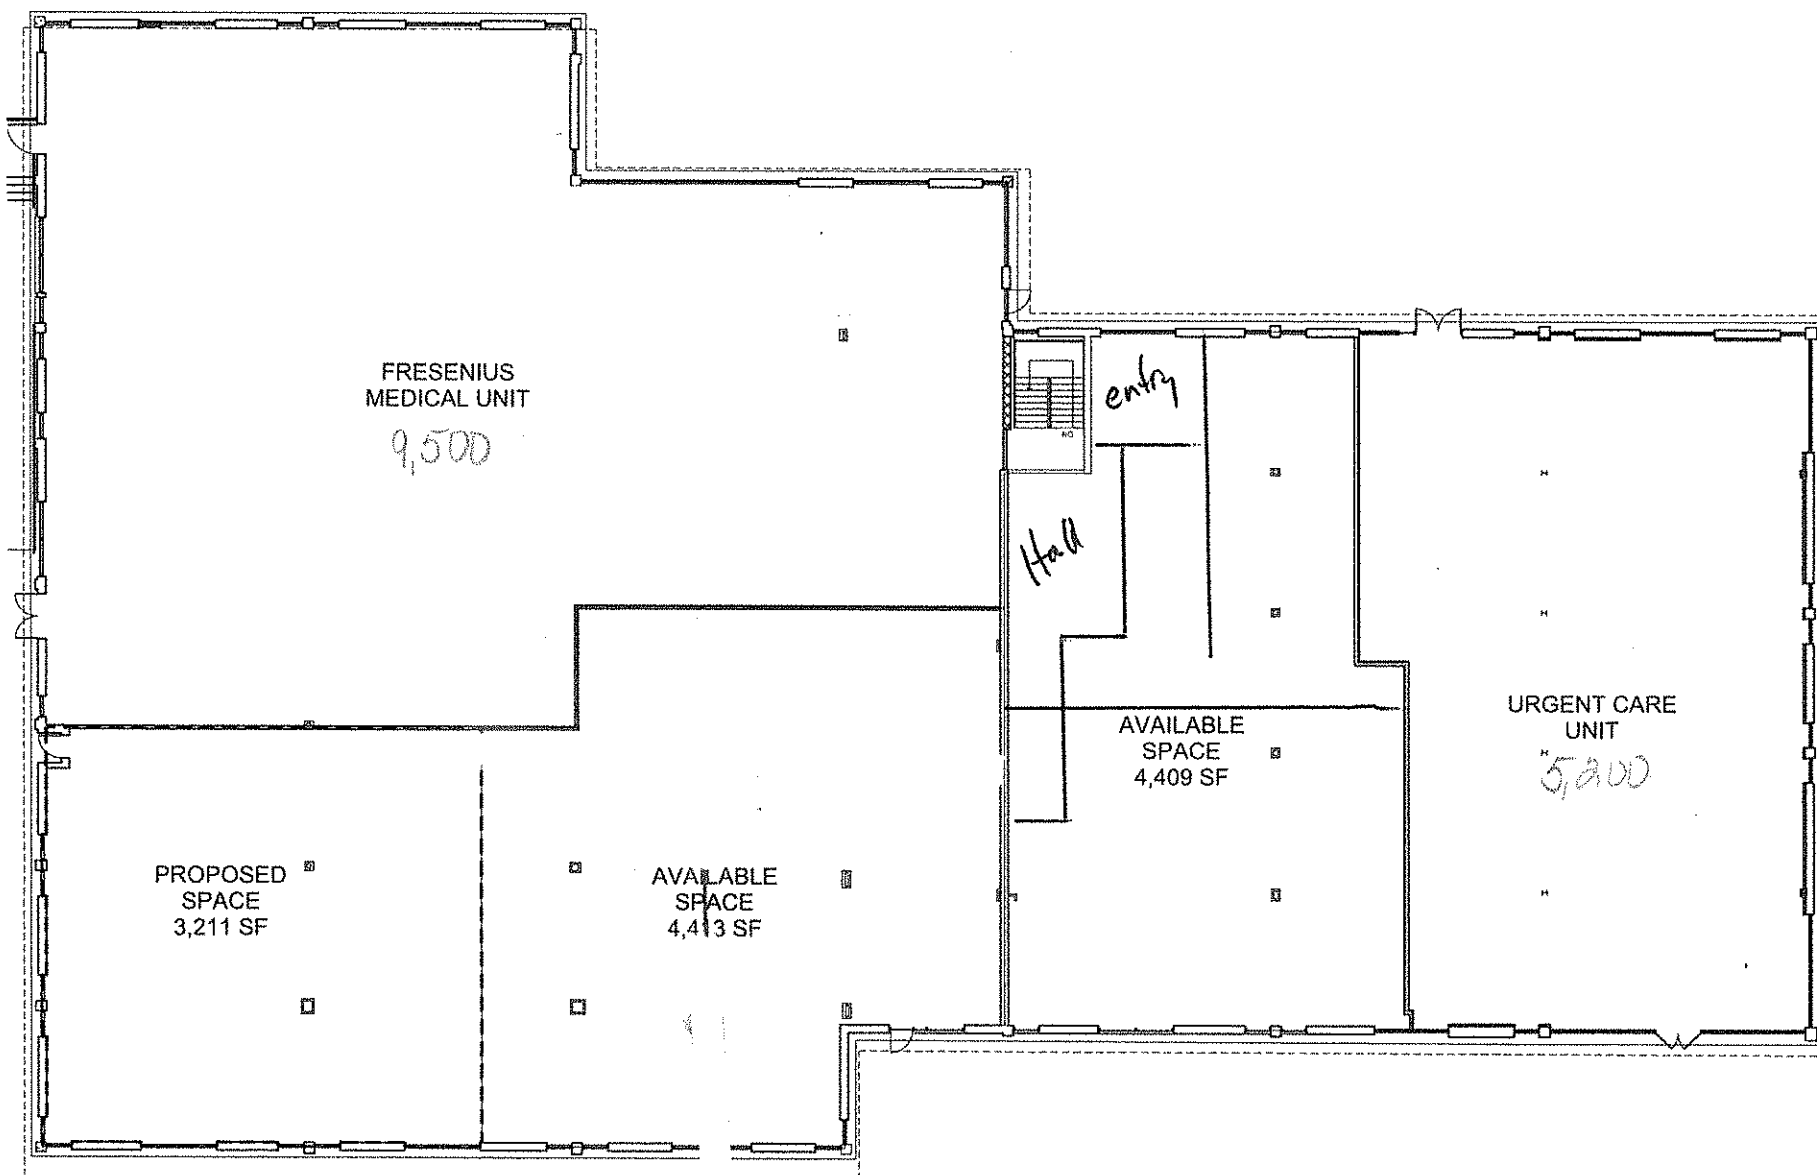 FRESENIUS
MEDICAL UNIT
9,500
entry
DN
Hall
AVAILABLE
SPACE
4,409 SF
URGENT CARE
UNIT
5,200
PROPOSED
SPACE
3,211 SF
AVAILABLE
SPACE
4,413 SF